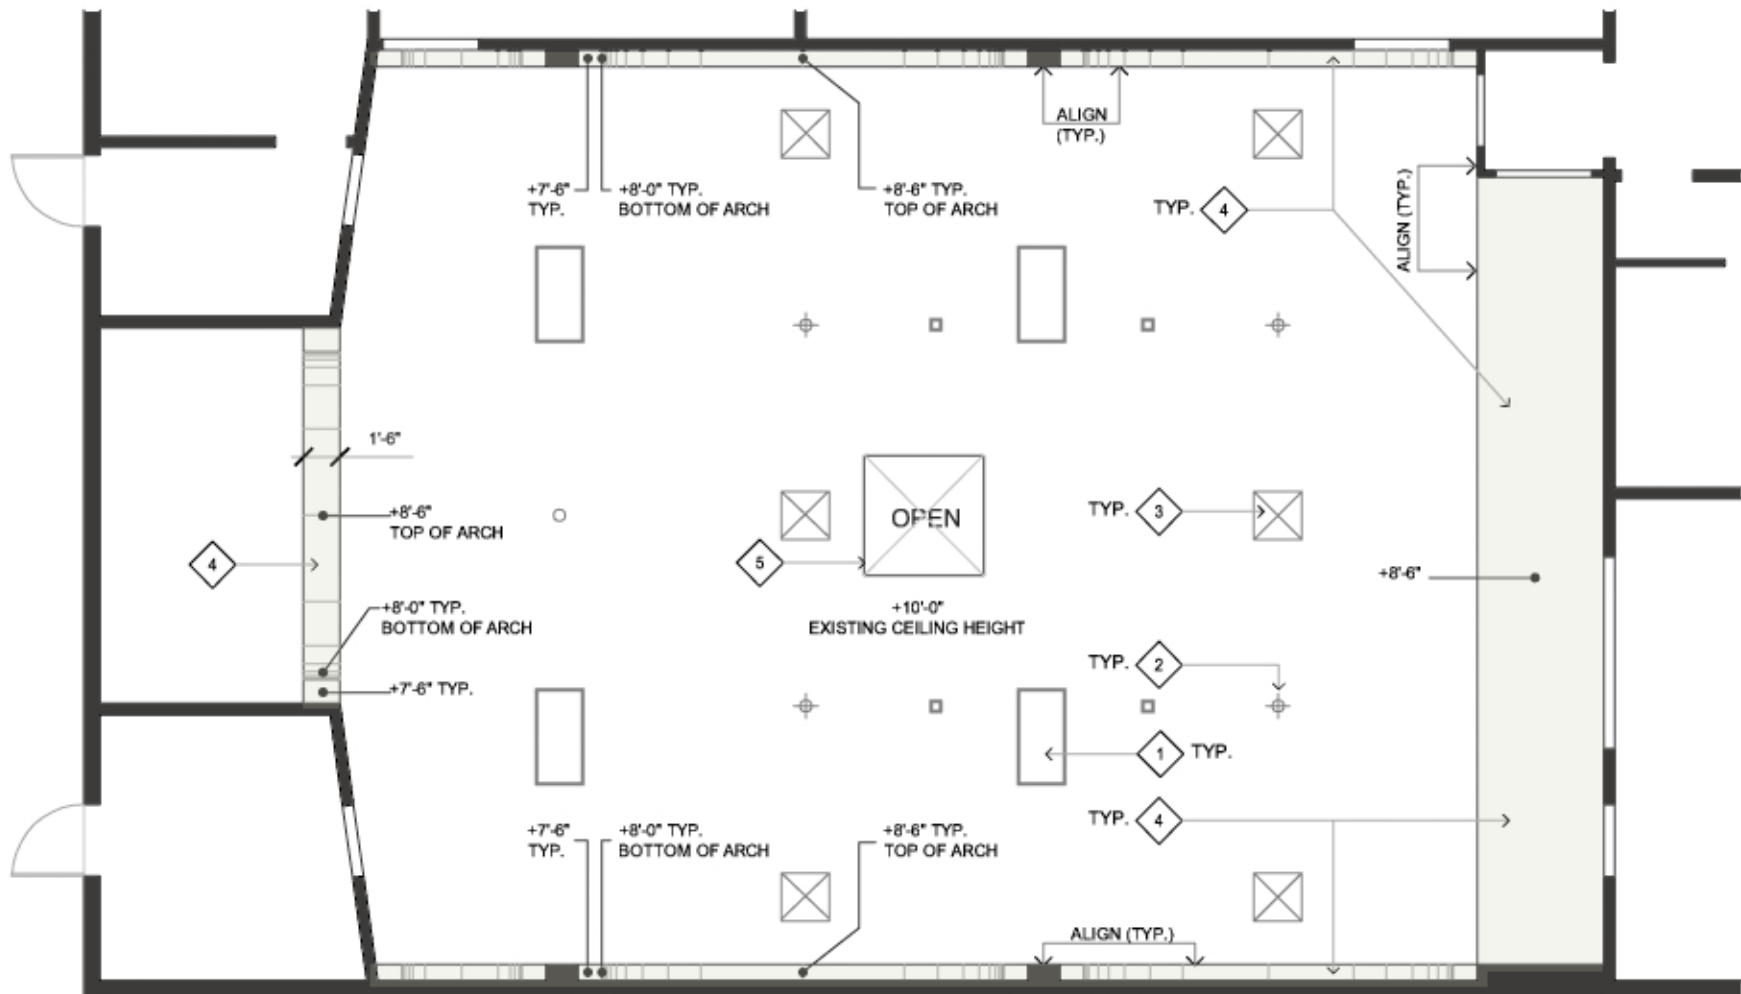 ALIGN
(TYP.)
+7'-6"
TYP.
+8'-0" TYP.
BOTTOM OF ARCH
+8'-6" TYP.
TOP OF ARCH
TYP.
4
ALIGN (TYP.)
1'-6"
+8'-6"
TOP OF ARCH
4
OPEN
5
TYP.
3
+8'-6"
+8'-0" TYP.
BOTTOM OF ARCH
+10'-0"
EXISTING CEILING HEIGHT
TYP.
2
+7'-6" TYP.
1
TYP.
TYP.
4
+7'-6"
TYP.
+8'-0" TYP.
BOTTOM OF ARCH
+8'-6" TYP.
TOP OF ARCH
ALIGN (TYP.)